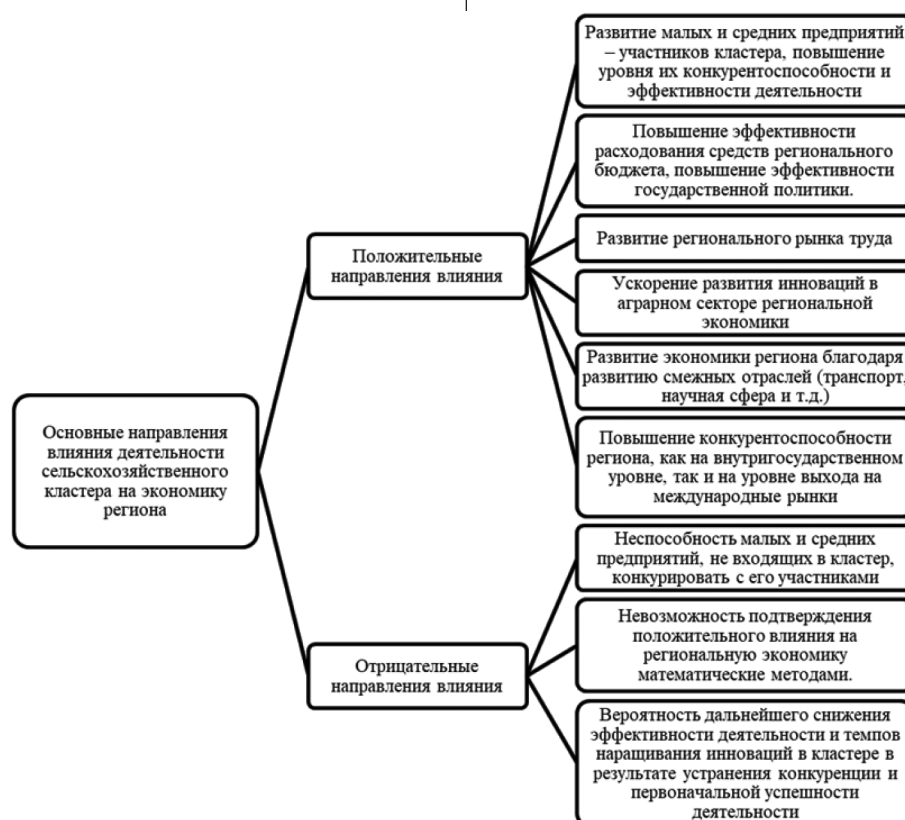 Основные направления
влияния деятельности
сельскохозяйственного
кластера на экономику
региона
Положительные
направления влияния
Развитие малых и средних предприятий
– участников кластера, повышение
уровня их конкурентоспособности и
эффективности деятельности
Повышение эффективности
расходования средств регионального
бюджета, повышение эффективности
государственной политики.
Развитие регионального рынка труда
Ускорение развития инноваций в
аграрном секторе региональной
экономики
Развитие экономики региона благодаря
развитию смежных отраслей (транспорт,
научная сфера и т.д.)
Повышение конкурентоспособности
региона, как на внутригосударственном
уровне, так и на уровне выхода на
международные рынки
Отрицательные
направления влияния
Неспособность малых и средних
предприятий, не входящих в кластер,
конкурировать с его участниками
Невозможность подтверждения
положительного влияния на
региональную экономику
математические методами.
Вероятность дальнейшего снижения
эффективности деятельности и темпов
наращивания инноваций в кластере в
результате устранения конкуренции и
первоначальной успешности
деятельности